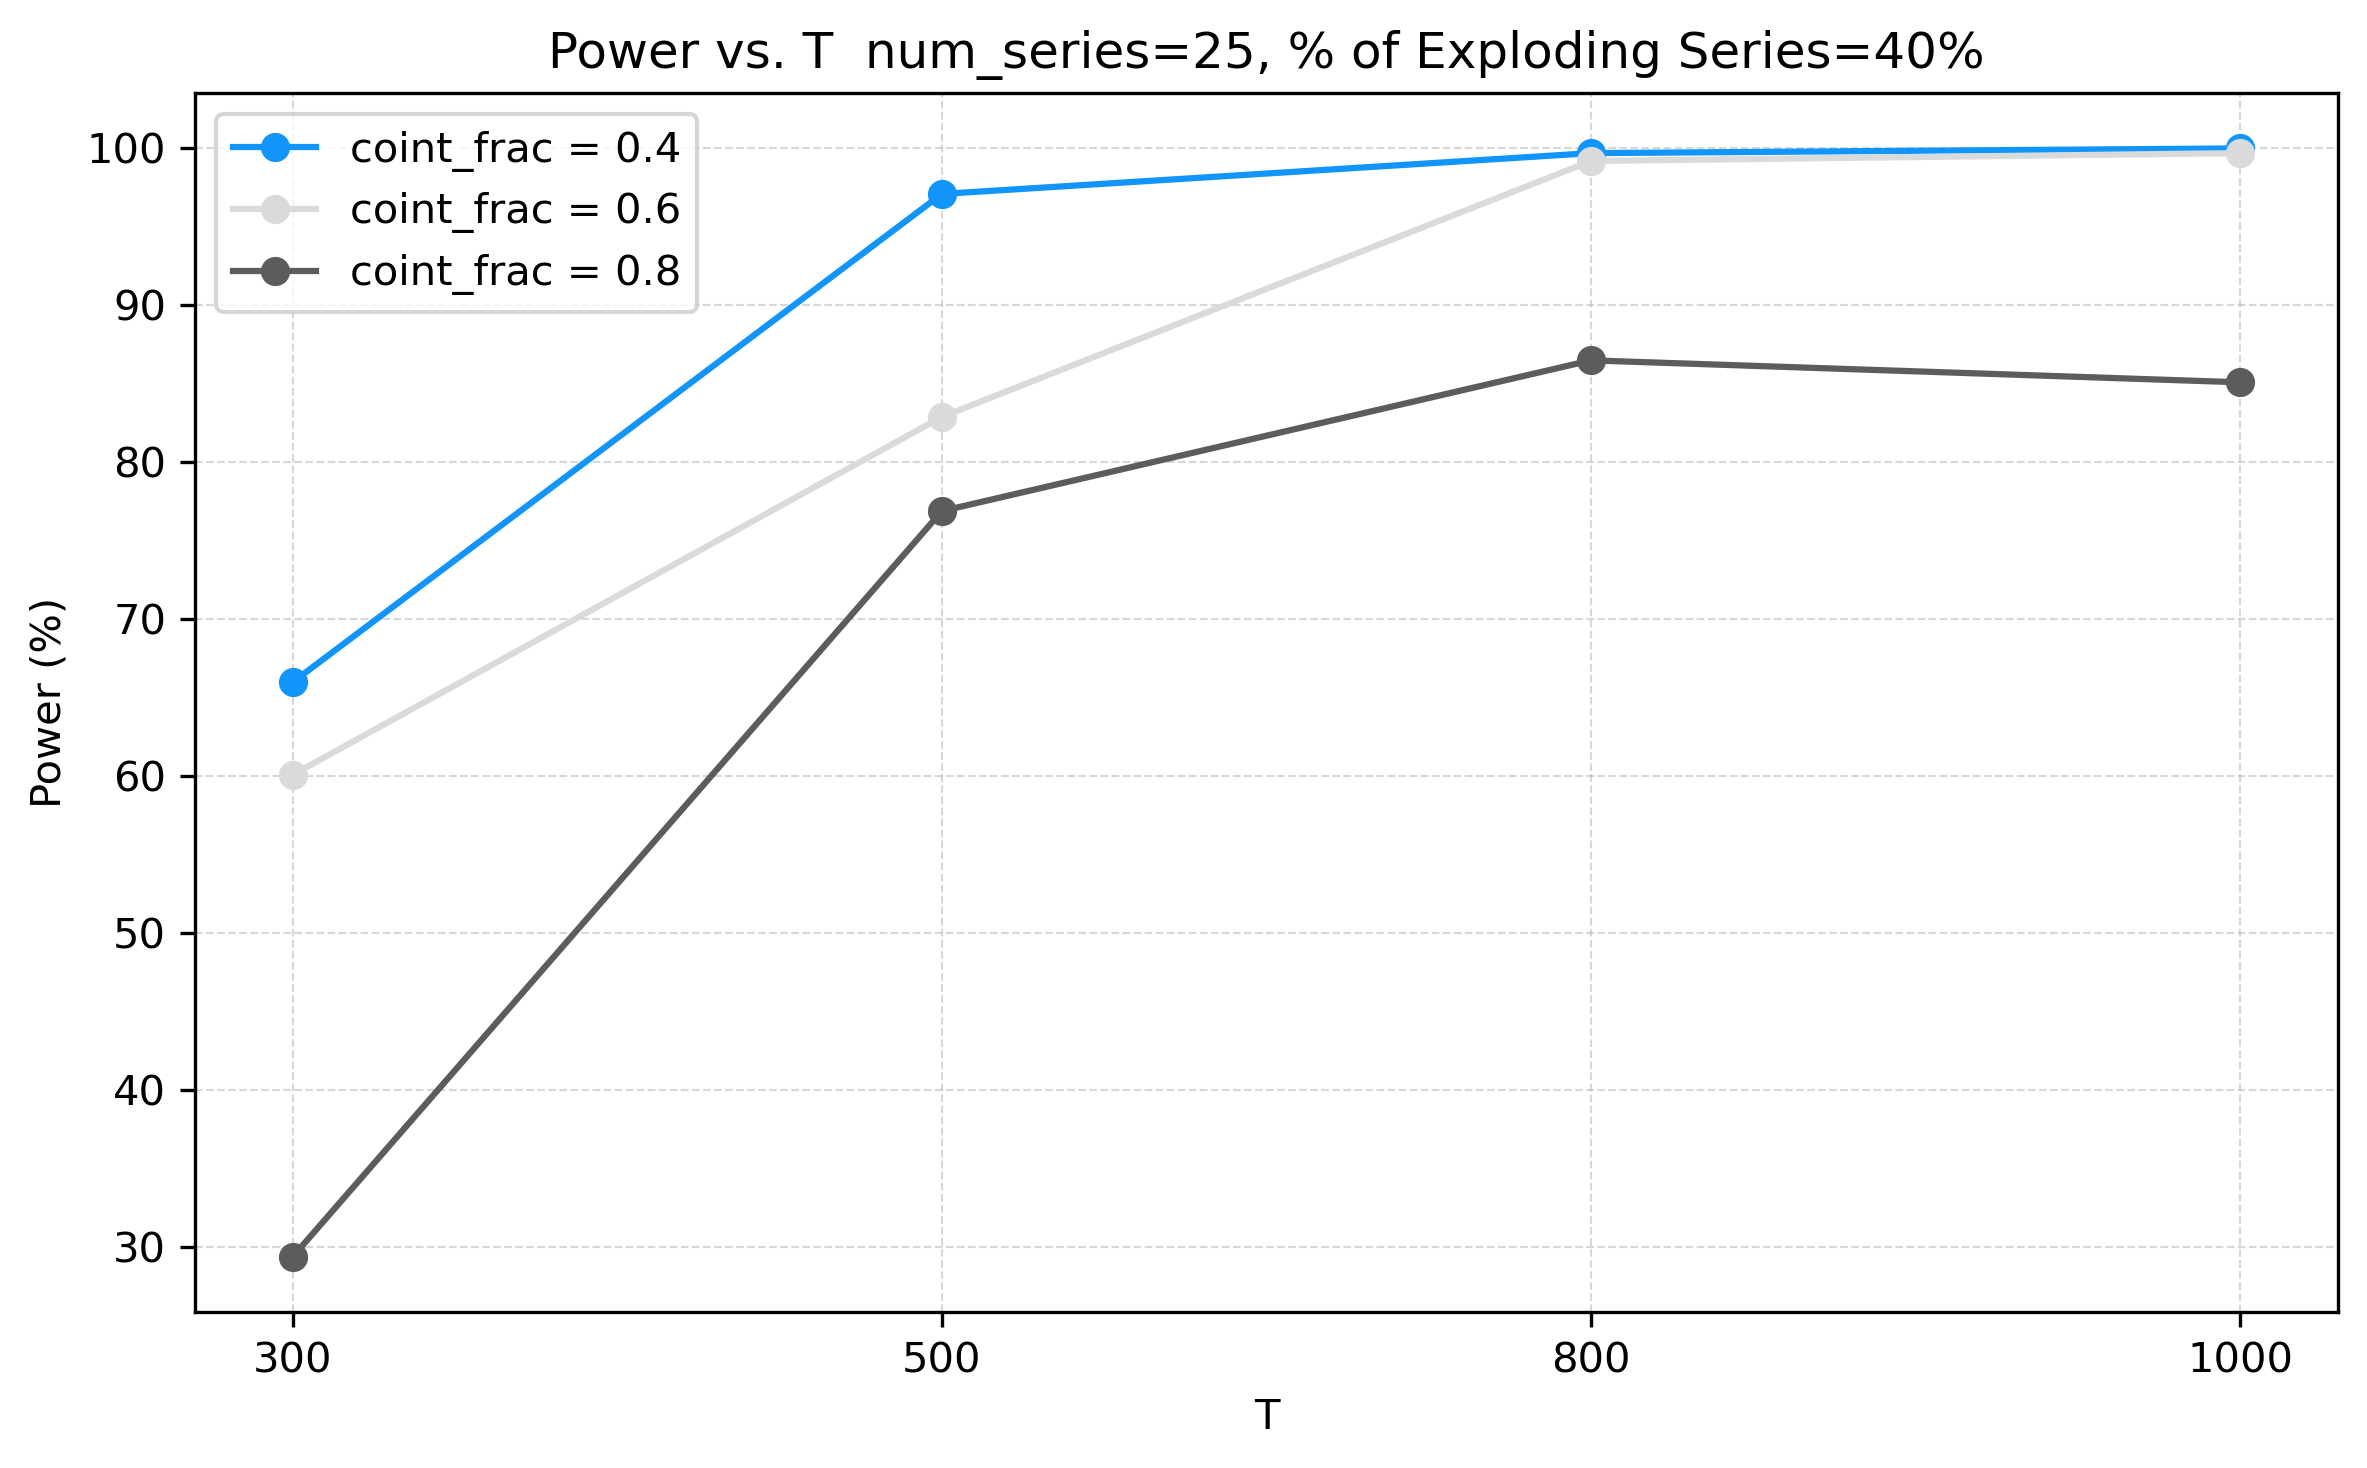 Power vs. T  num_series=25, % of Exploding Series=40%
coint_frac = 0.4
coint_frac = 0.6
coint_frac = 0.8
100
90
80
70
60
50
40
30
Power (%)
300 500 800 1000
T